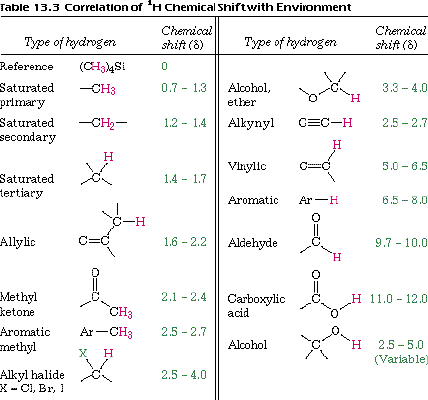 Table 13.3 Correlation of ¹H Chemical Shift with Environment
Type of hydrogen Chemical shift (δ) Type of hydrogen Chemical shift (δ)
Reference (CH₃)₄Si 0
Saturated primary —CH₃ 0.7 – 1.3
Saturated secondary —CH₂— 1.2 – 1.4
Saturated tertiary H C 1.4 – 1.7
Allylic C=C C—H 1.6 – 2.2
Methyl ketone O C CH₃ 2.1 – 2.4
Aromatic methyl Ar—CH₃ 2.5 – 2.7
Alkyl halide X = Cl, Br, I X H C 2.5 – 4.0
Alcohol, ether O C H 3.3 – 4.0
Alkynyl C≡C—H 2.5 – 2.7
Vinylic H C=C 5.0 – 6.5
Aromatic Ar—H 6.5 – 8.0
Aldehyde O C H 9.7 – 10.0
Carboxylic acid O C O H 11.0 – 12.0
Alcohol C O H 2.5 – 5.0 (Variable)